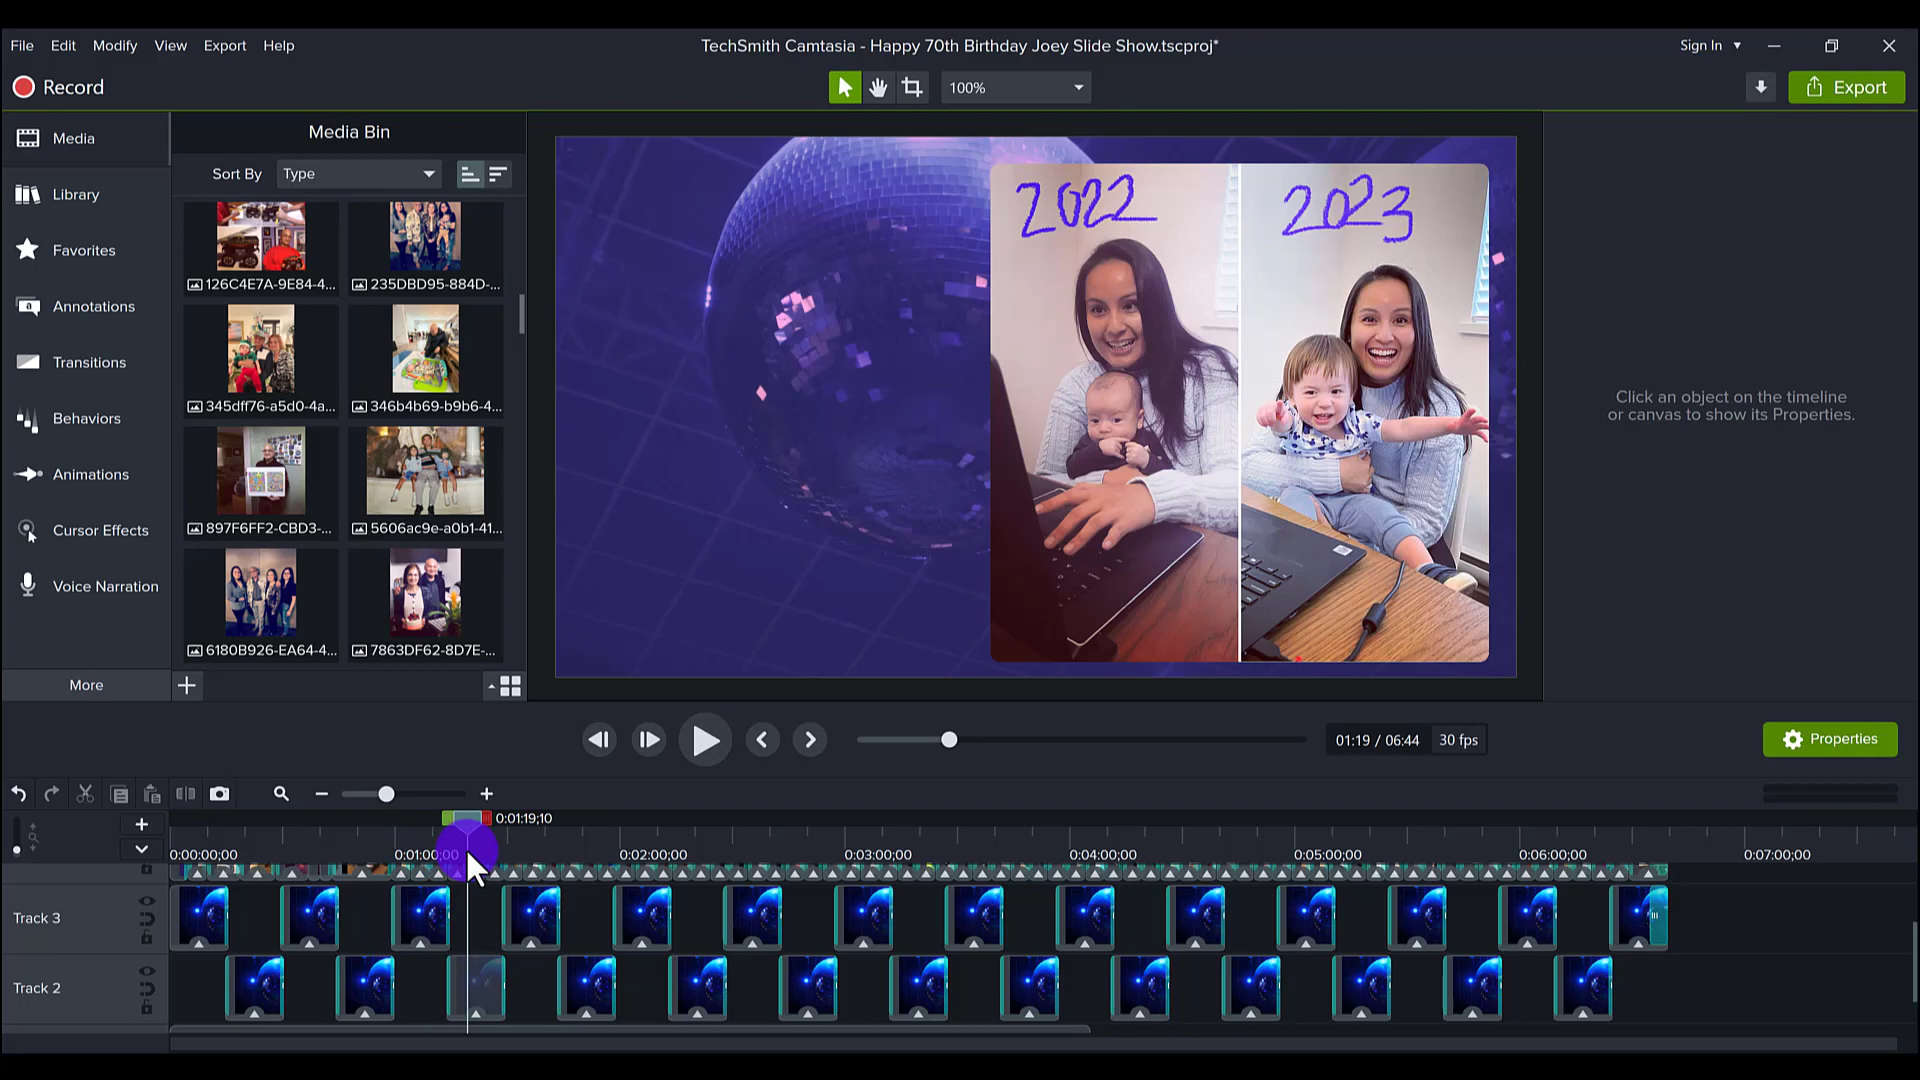 File Edit Modify View Export Help
TechSmith Camtasia - Happy 70th Birthday Joey Slide Show.tscproj*
Sign In
Record
100%
Export
Media
Library
Favorites
Annotations
Transitions
Behaviors
Animations
Cursor Effects
Voice Narration
More
Media Bin
Sort By Type
126C4E7A-9E84-4... 235DBD95-884D-...
345dff76-a5d0-4a... 346b4b69-b9b6-4...
897F6FF2-CBD3-... 5606ac9e-a0b1-41...
6180B926-EA64-4... 7863DF62-8D7E-...
2022 2023
Click an object on the timeline
or canvas to show its Properties.
01:19 / 06:44 30 fps
Properties
0:01:19;10
0:00:00;00 0:01:00;00 0:02:00;00 0:03:00;00 0:04:00;00 0:05:00;00 0:06:00;00 0:07:00;00
Track 3
Track 2